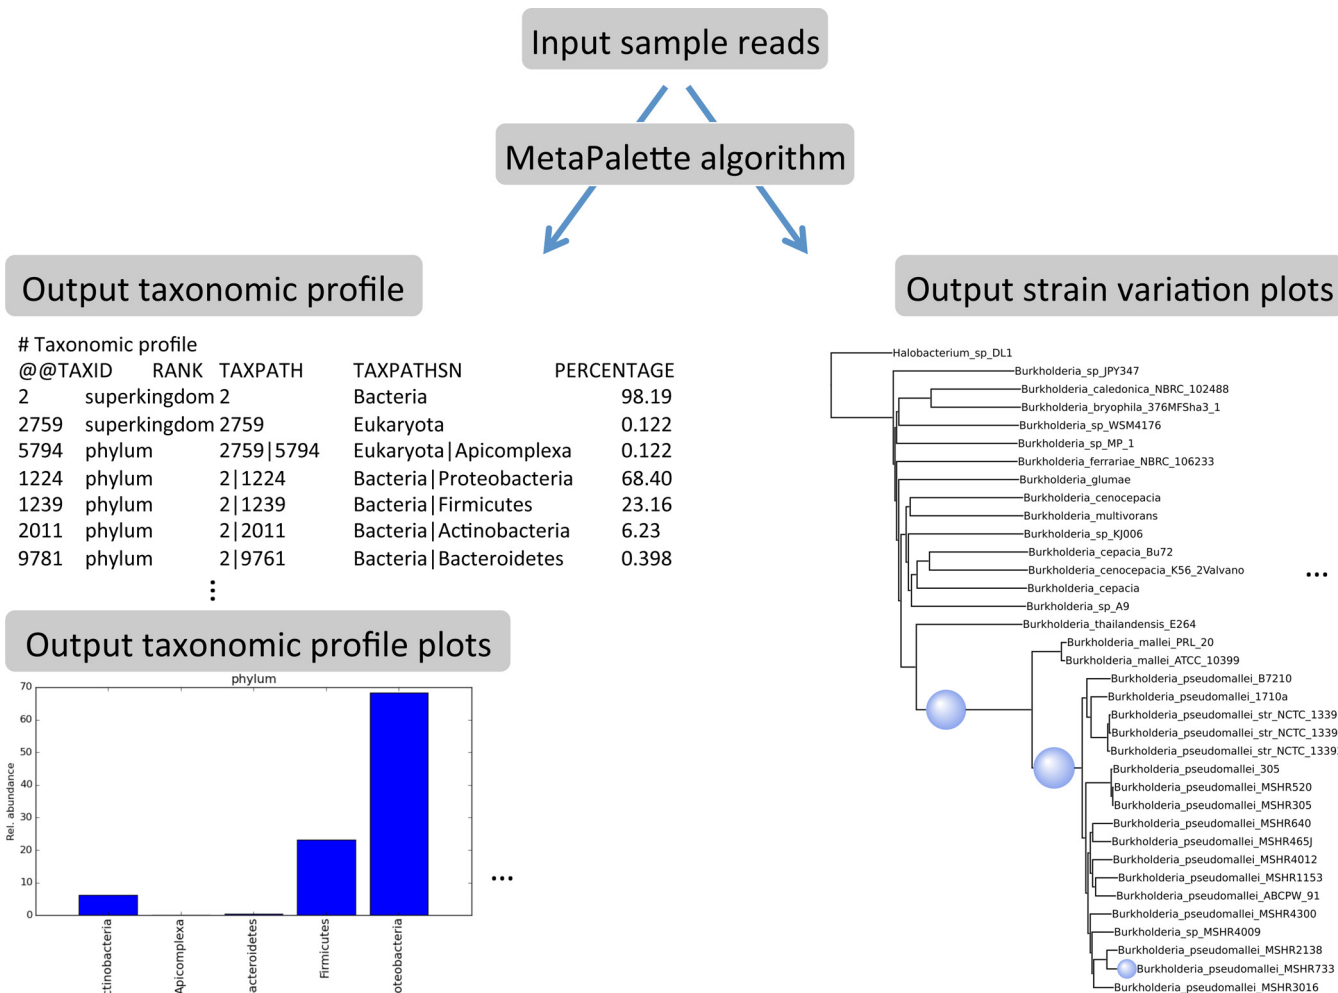 Input sample reads
MetaPalette algorithm
Output taxonomic profile
# Taxonomic profile
@@TAXID RANK TAXPATH TAXPATHSN PERCENTAGE
2 superkingdom 2 Bacteria 98.19
2759 superkingdom 2759 Eukaryota 0.122
5794 phylum 2759|5794 Eukaryota|Apicomplexa 0.122
1224 phylum 2|1224 Bacteria|Proteobacteria 68.40
1239 phylum 2|1239 Bacteria|Firmicutes 23.16
2011 phylum 2|2011 Bacteria|Actinobacteria 6.23
9781 phylum 2|9761 Bacteria|Bacteroidetes 0.398
⋮
Output taxonomic profile plots
phylum
70
60
50
40
30
20
10
0
Rel. abundance
ctinobacteria
Apicomplexa
acteroidetes
Firmicutes
oteobacteria
...
Output strain variation plots
Halobacterium_sp_DL1
Burkholderia_sp_JPY347
Burkholderia_caledonica_NBRC_102488
Burkholderia_bryophila_376MFSha3_1
Burkholderia_sp_WSM4176
Burkholderia_sp_MP_1
Burkholderia_ferrariae_NBRC_106233
Burkholderia_glumae
Burkholderia_cenocepacia
Burkholderia_multivorans
Burkholderia_sp_KJ006
Burkholderia_cepacia_Bu72
Burkholderia_cenocepacia_K56_2Valvano
Burkholderia_cepacia
Burkholderia_sp_A9
Burkholderia_thailandensis_E264
Burkholderia_mallei_PRL_20
Burkholderia_mallei_ATCC_10399
Burkholderia_pseudomallei_B7210
Burkholderia_pseudomallei_1710a
Burkholderia_pseudomallei_str_NCTC_1339
Burkholderia_pseudomallei_str_NCTC_1339
Burkholderia_pseudomallei_str_NCTC_1339
Burkholderia_pseudomallei_305
Burkholderia_pseudomallei_MSHR520
Burkholderia_pseudomallei_MSHR305
Burkholderia_pseudomallei_MSHR640
Burkholderia_pseudomallei_MSHR465J
Burkholderia_pseudomallei_MSHR4012
Burkholderia_pseudomallei_MSHR1153
Burkholderia_pseudomallei_ABCPW_91
Burkholderia_pseudomallei_MSHR4300
Burkholderia_sp_MSHR4009
Burkholderia_pseudomallei_MSHR2138
Burkholderia_pseudomallei_MSHR733
Burkholderia_pseudomallei_MSHR3016
...